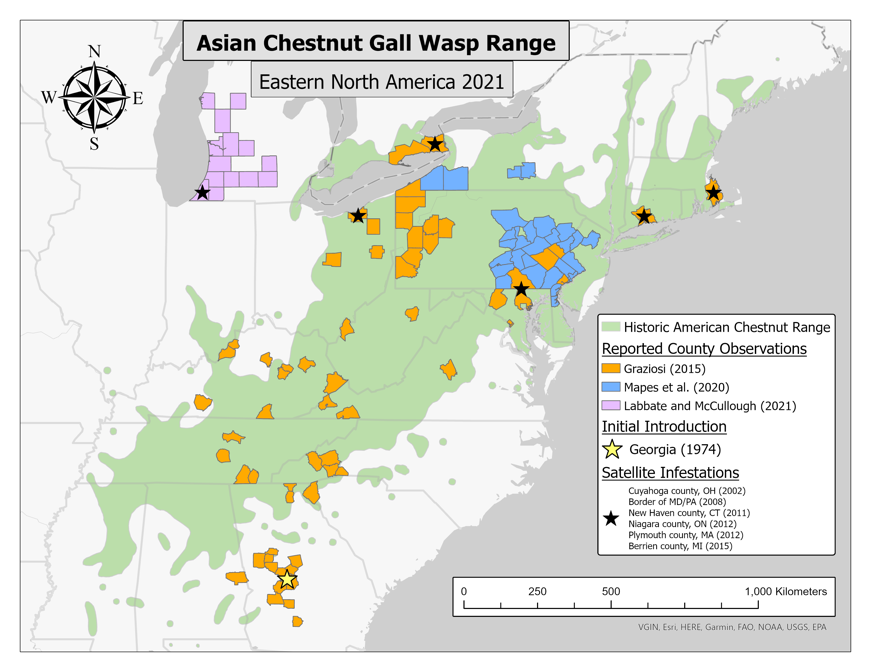 Asian Chestnut Gall Wasp Range
Eastern North America 2021
N
W E
S
Historic American Chestnut Range
Reported County Observations
Graziosi (2015)
Mapes et al. (2020)
Labbate and McCullough (2021)
Initial Introduction
Georgia (1974)
Satellite Infestations
Cuyahoga county, OH (2002)
Border of MD/PA (2008)
New Haven county, CT (2011)
Niagara county, ON (2012)
Plymouth county, MA (2012)
Berrien county, MI (2015)
0 250 500 1,000 Kilometers
VGIN, Esri, HERE, Garmin, FAO, NOAA, USGS, EPA